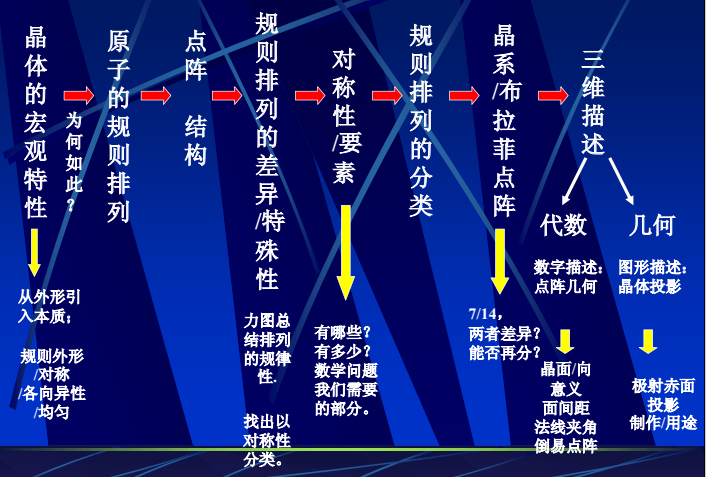 晶体的宏观特性
为何如此？
原子的规则排列
点阵 结构
规则排列的差异/特殊性
对称性/要素
规则排列的分类
晶系/布拉菲点阵
三维描述
代数
几何
数字描述：
点阵几何
图形描述：
晶体投影
从外形引
入本质；
规则外形
/对称
/各向异性
/均匀
力图总
结排列
的规律
性.
找出以
对称性
分类。
有哪些？
有多少？
数学问题
我们需要
的部分。
7/14，
两者差异？
能否再分？
晶面/向
意义
面间距
法线夹角
倒易点阵
极射赤面
投影
制作/用途